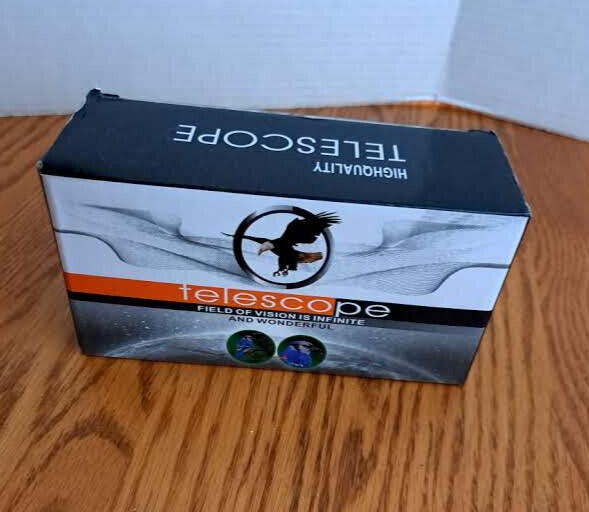 HIGHQUALITY
TELESCOPE
telescope
FIELD OF VISION IS INFINITE
AND WONDERFUL